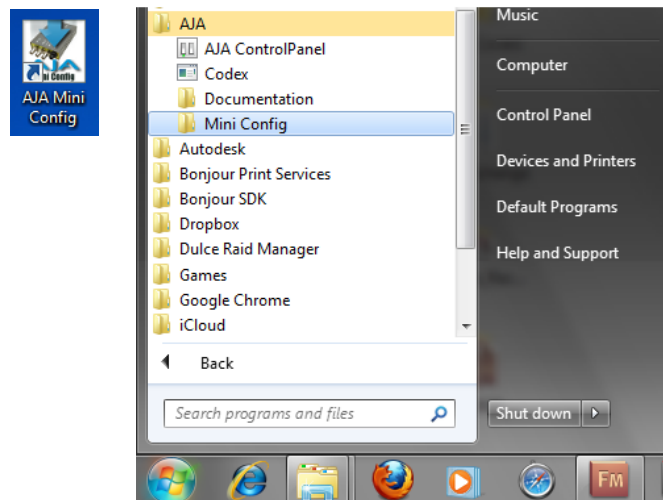 AJA Mini
Config
AJA
AJA ControlPanel
Codex
Documentation
Mini Config
Autodesk
Bonjour Print Services
Bonjour SDK
Dropbox
Dulce Raid Manager
Games
Google Chrome
iCloud
Back
Search programs and files
Music
Computer
Control Panel
Devices and Printers
Default Programs
Help and Support
Shut down
FM